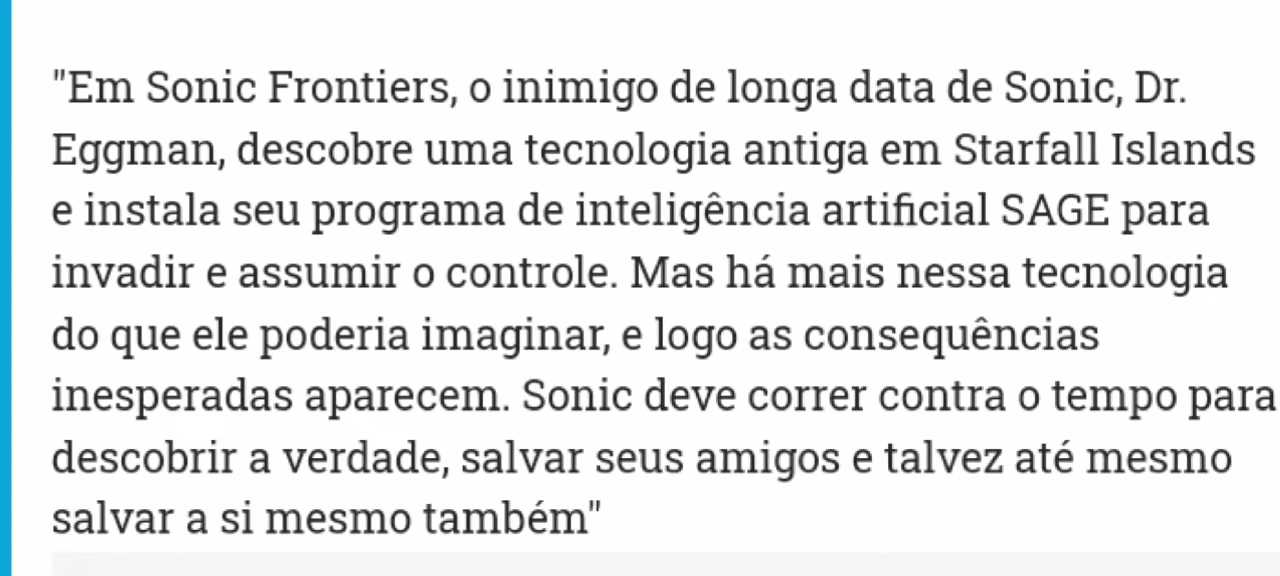 "Em Sonic Frontiers, o inimigo de longa data de Sonic, Dr.
Eggman, descobre uma tecnologia antiga em Starfall Islands
e instala seu programa de inteligência artificial SAGE para
invadir e assumir o controle. Mas há mais nessa tecnologia
do que ele poderia imaginar, e logo as consequências
inesperadas aparecem. Sonic deve correr contra o tempo para
descobrir a verdade, salvar seus amigos e talvez até mesmo
salvar a si mesmo também"